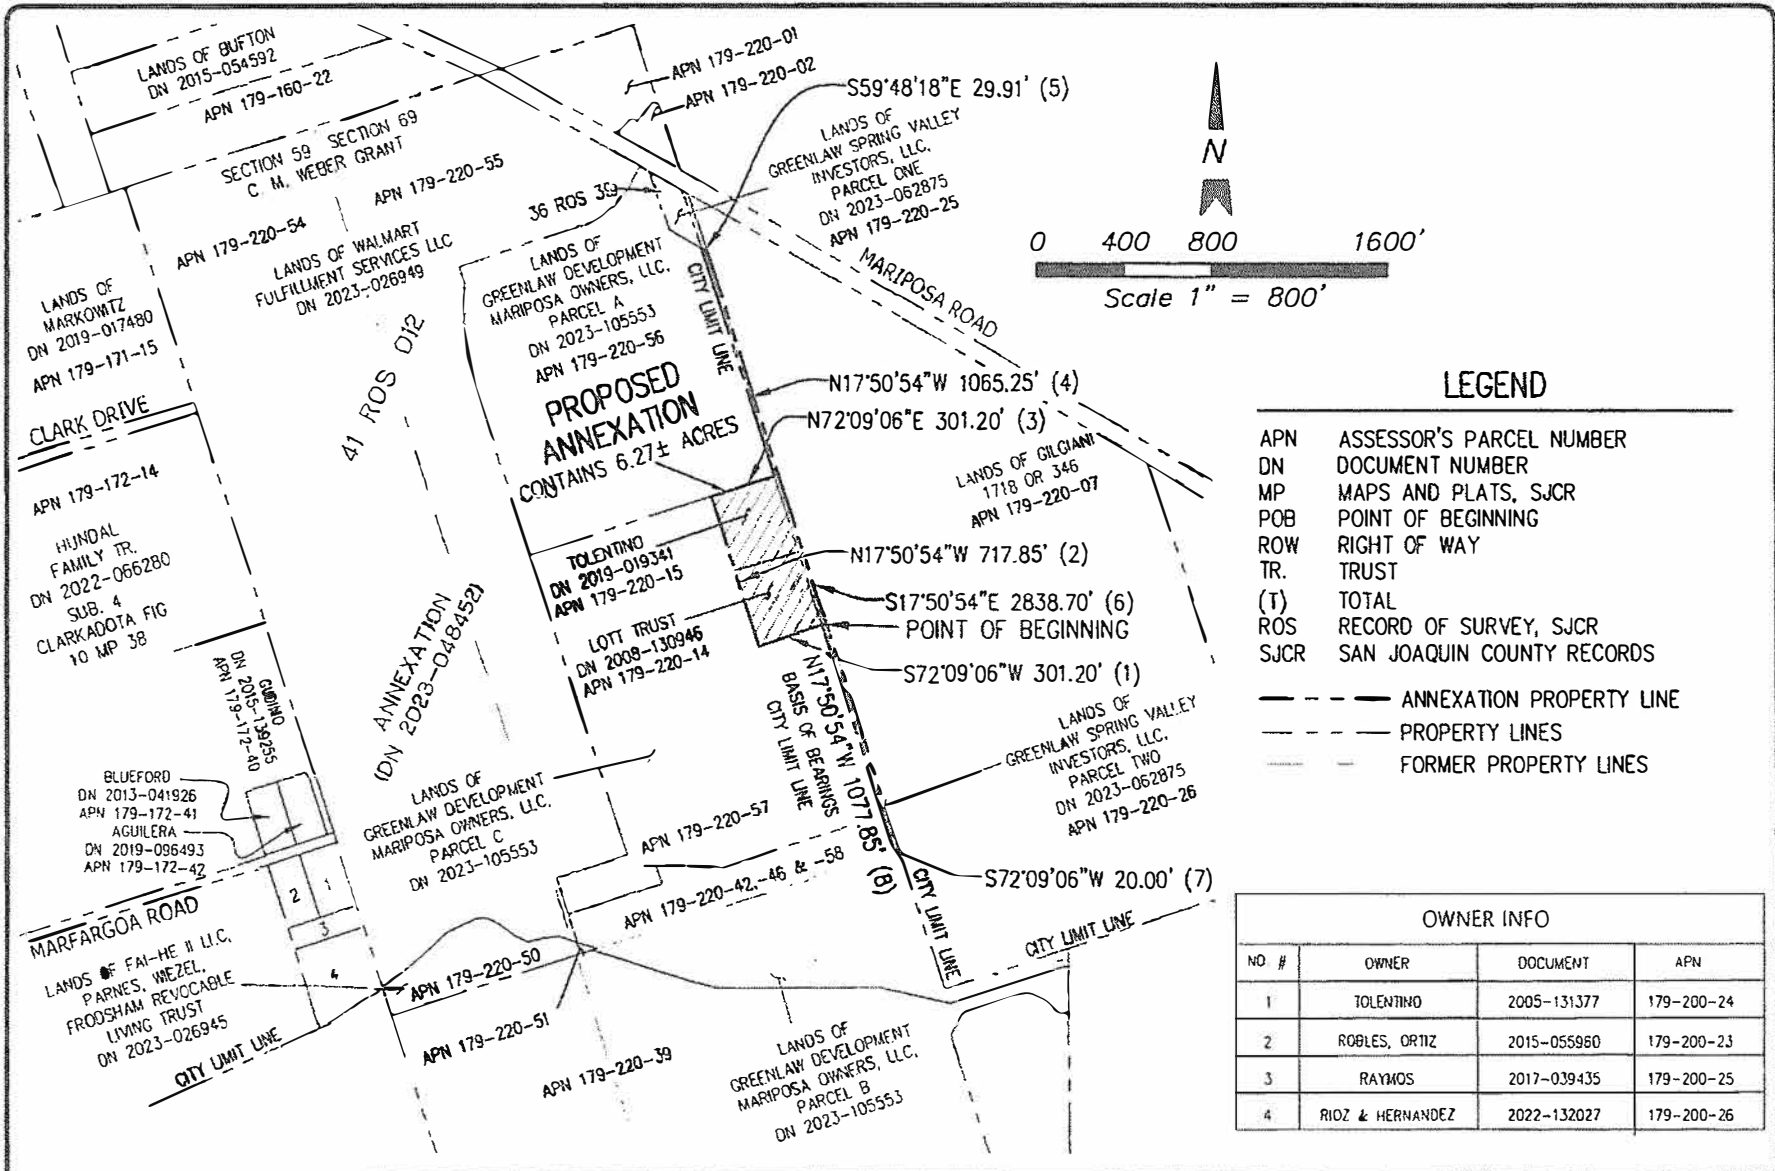 LANDS OF BUFTON
DN 2015-054592
APN 179-160-22
SECTION 59 SECTION 69
C. M. WEBER GRANT
APN 179-220-54
APN 179-220-55
LANDS OF WALMART
FULFILLMENT SERVICES LLC
DN 2023-026949
36 ROS 39
APN 179-220-01
APN 179-220-02
S59°48'18"E 29.91' (5)
LANDS OF
GREENLAW SPRING VALLEY
INVESTORS, LLC,
PARCEL ONE
DN 2023-062875
APN 179-220-25
MARIPOSA ROAD
N
0 400 800 1600'
Scale 1" = 800'
LANDS OF
MARKOWITZ
DN 2019-017480
APN 179-171-15
CLARK DRIVE
APN 179-172-14
HUNDAL
FAMILY TR.
DN 2022-066280
SUB. 4
CLARKADOTA FIG
10 MP 38
41 ROS 012
LANDS OF
GREENLAW DEVELOPMENT
MARIPOSA OWNERS, LLC,
PARCEL A
DN 2023-105553
APN 179-220-56
CITY LIMIT LINE
PROPOSED
ANNEXATION
CONTAINS 6.27± ACRES
N17°50'54"W 1065.25' (4)
N72°09'06"E 301.20' (3)
LANDS OF GILGIANI
1718 OR 346
APN 179-220-07
TOLENTINO
DN 2019-019341
APN 179-220-15
N17°50'54"W 717.85' (2)
S17°50'54"E 2838.70' (6)
POINT OF BEGINNING
LOTT TRUST
DN 2008-130946
APN 179-220-14
S72°09'06"W 301.20' (1)
N17°50'54"W 1077.85' (8)
BASIS OF BEARINGS
CITY LIMIT LINE
ANNEXATION
(DN 2023-048452)
LANDS OF
GREENLAW SPRING VALLEY
INVESTORS, LLC,
PARCEL TWO
DN 2023-062875
APN 179-220-26
S72°09'06"W 20.00' (7)
GUDINO
DN 2015-139255
APN 179-172-40
BLUEFORD
DN 2013-041926
APN 179-172-41
AGUILERA
DN 2019-096493
APN 179-172-42
LANDS OF
GREENLAW DEVELOPMENT
MARIPOSA OWNERS, LLC,
PARCEL C
DN 2023-105553
APN 179-220-57
APN 179-220-42,-46 & -58
CITY LIMIT LINE
CITY LIMIT LINE
MARFARGOA ROAD
2 1
3
4
LANDS OF FAI-HE II LLC,
PARNES, WEZEL,
FRODSHAM REVOCABLE
LIVING TRUST
DN 2023-026945
CITY LIMIT LINE
APN 179-220-50
APN 179-220-51
APN 179-220-39
LANDS OF
GREENLAW DEVELOPMENT
MARIPOSA OWNERS, LLC,
PARCEL B
DN 2023-105553
LEGEND
APN ASSESSOR'S PARCEL NUMBER
DN DOCUMENT NUMBER
MP MAPS AND PLATS, SJCR
POB POINT OF BEGINNING
ROW RIGHT OF WAY
TR. TRUST
(T) TOTAL
ROS RECORD OF SURVEY, SJCR
SJCR SAN JOAQUIN COUNTY RECORDS
ANNEXATION PROPERTY LINE
PROPERTY LINES
FORMER PROPERTY LINES
OWNER INFO
NO. # OWNER DOCUMENT APN
1 TOLENTINO 2005-131377 179-200-24
2 ROBLES, ORTIZ 2015-055960 179-200-23
3 RAYMOS 2017-039435 179-200-25
4 RIOZ & HERNANDEZ 2022-132027 179-200-26